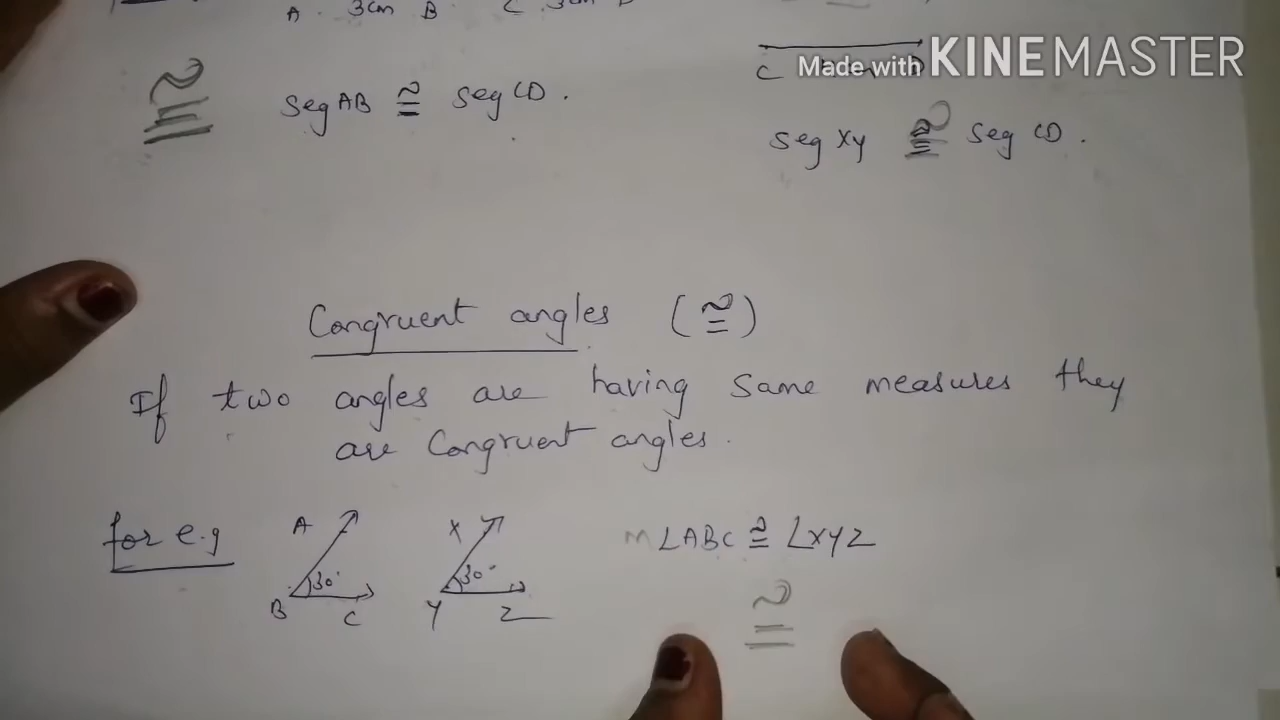 A 3cm B C 3cm D
Made with KINEMASTER
C D
≅ seg AB ≅ seg CD.
seg XY ≅ seg CD.
Congruent angles (≅)
If two angles are having same measures they
are Congruent angles.
for e.g A 30° B C X 30° Y Z m∠ABC ≅ ∠XYZ
≅